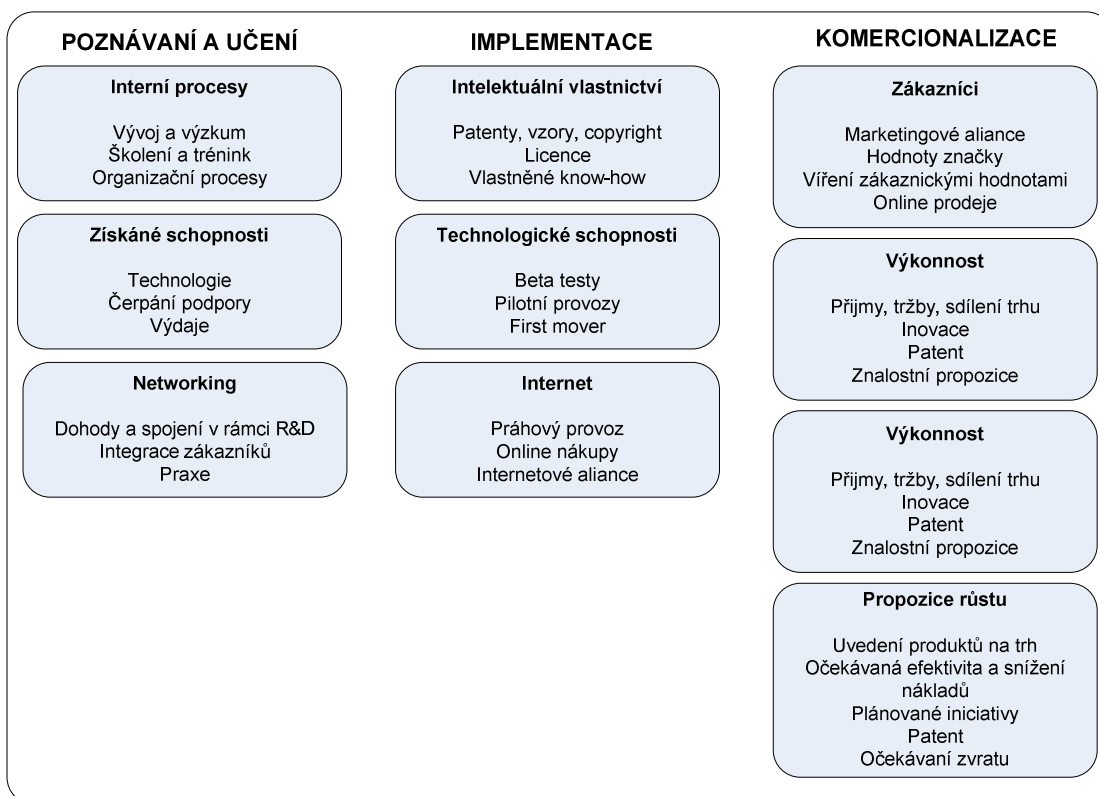 POZNÁVANÍ A UČENÍ
Interní procesy
Vývoj a výzkum
Školení a trénink
Organizační procesy
Získáné schopnosti
Technologie
Čerpání podpory
Výdaje
Networking
Dohody a spojení v rámci R&D
Integrace zákazníků
Praxe
IMPLEMENTACE
Intelektuální vlastnictví
Patenty, vzory, copyright
Licence
Vlastněné know-how
Technologické schopnosti
Beta testy
Pilotní provozy
First mover
Internet
Práhový provoz
Online nákupy
Internetové aliance
KOMERCIONALIZACE
Zákazníci
Marketingové aliance
Hodnoty značky
Víření zákaznickými hodnotami
Online prodeje
Výkonnost
Přijmy, tržby, sdílení trhu
Inovace
Patent
Znalostní propozice
Výkonnost
Přijmy, tržby, sdílení trhu
Inovace
Patent
Znalostní propozice
Propozice růstu
Uvedení produktů na trh
Očekávaná efektivita a snížení
nákladů
Plánované iniciativy
Patent
Očekávaní zvratu